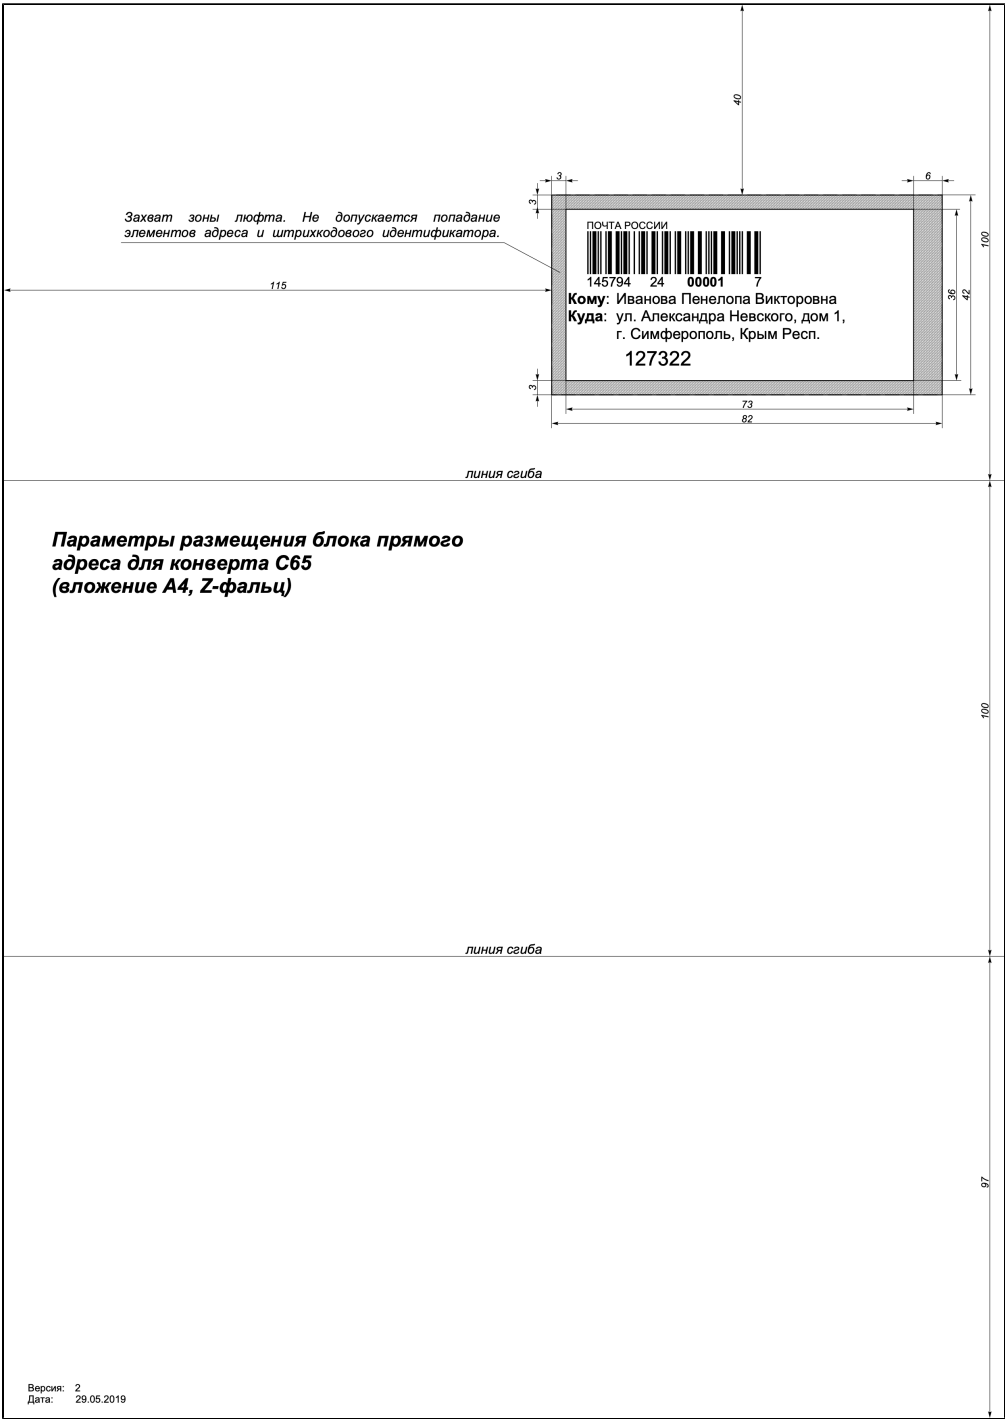 40
3
6
3
Захват зоны люфта. Не допускается попадание
элементов адреса и штрихкодового идентификатора.
ПОЧТА РОССИИ
100
145794 24 00001 7
115
36
42
Кому: Иванова Пенелопа Викторовна
Куда: ул. Александра Невского, дом 1,
г. Симферополь, Крым Респ.
127322
3
73
82
линия сгиба
Параметры размещения блока прямого
адреса для конверта С65
(вложение А4, Z-фальц)
100
линия сгиба
97
Версия: 2
Дата: 29.05.2019